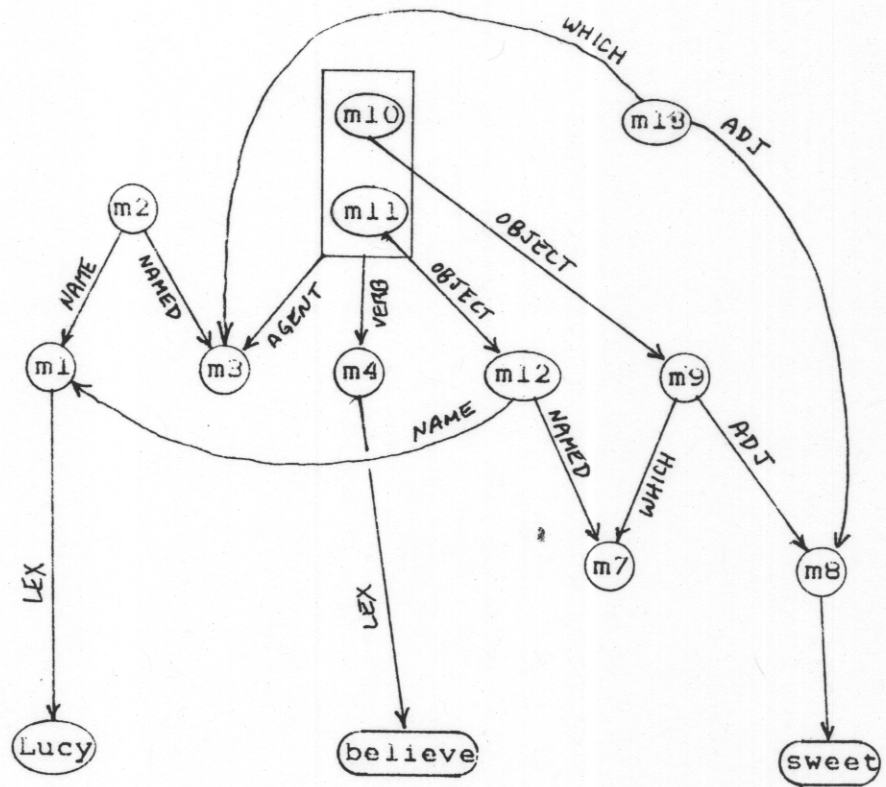 WHICH
m10
m13
ADJ
m2
m11
OBJECT
NAME
NAMED
AGENT
VERB
OBJECT
m1
m3
m4
m12
m9
NAME
NAMED
WHICH
ADJ
m7
m8
LEX
LEX
Lucy
believe
sweet